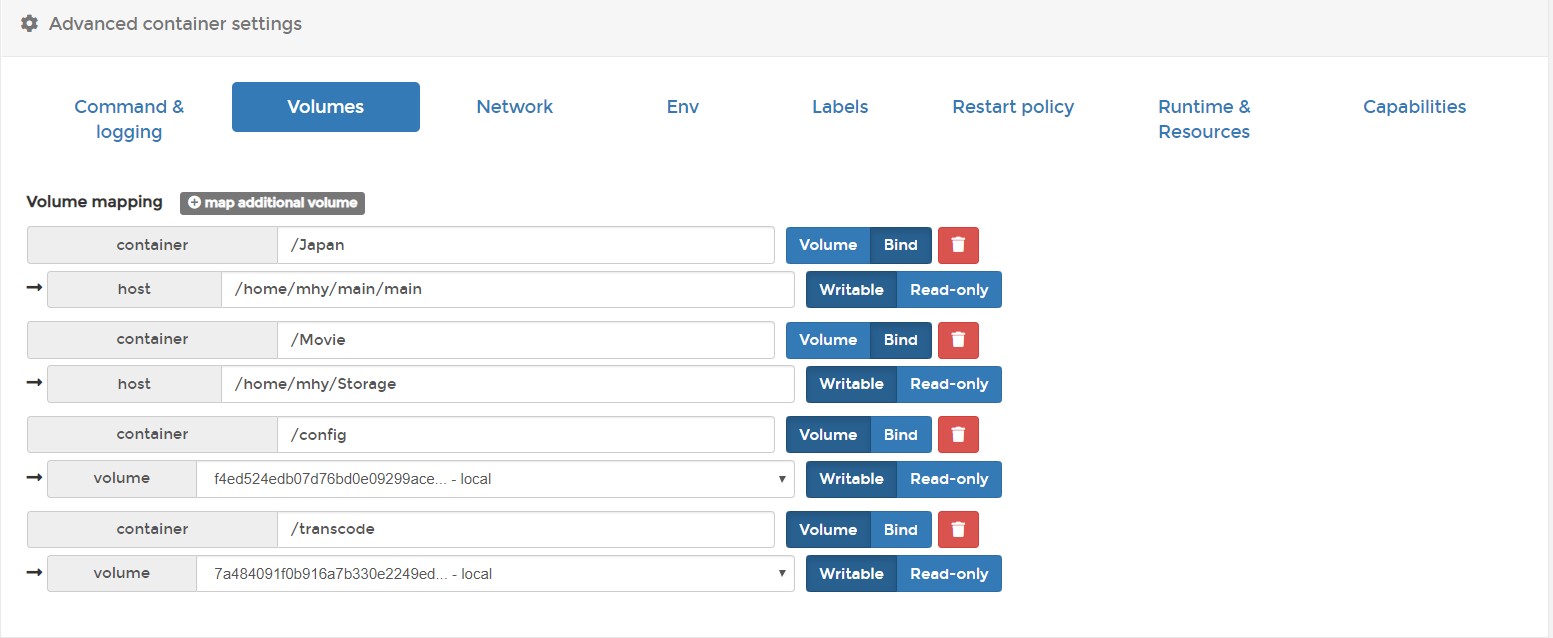 Advanced container settings
Command & logging
Volumes
Network
Env
Labels
Restart policy
Runtime & Resources
Capabilities
Volume mapping map additional volume
container /Japan Volume Bind
host /home/mhy/main/main Writable Read-only
container /Movie Volume Bind
host /home/mhy/Storage Writable Read-only
container /config Volume Bind
volume f4ed524edb07d76bd0e09299ace... - local Writable Read-only
container /transcode Volume Bind
volume 7a484091f0b916a7b330e2249ed... - local Writable Read-only